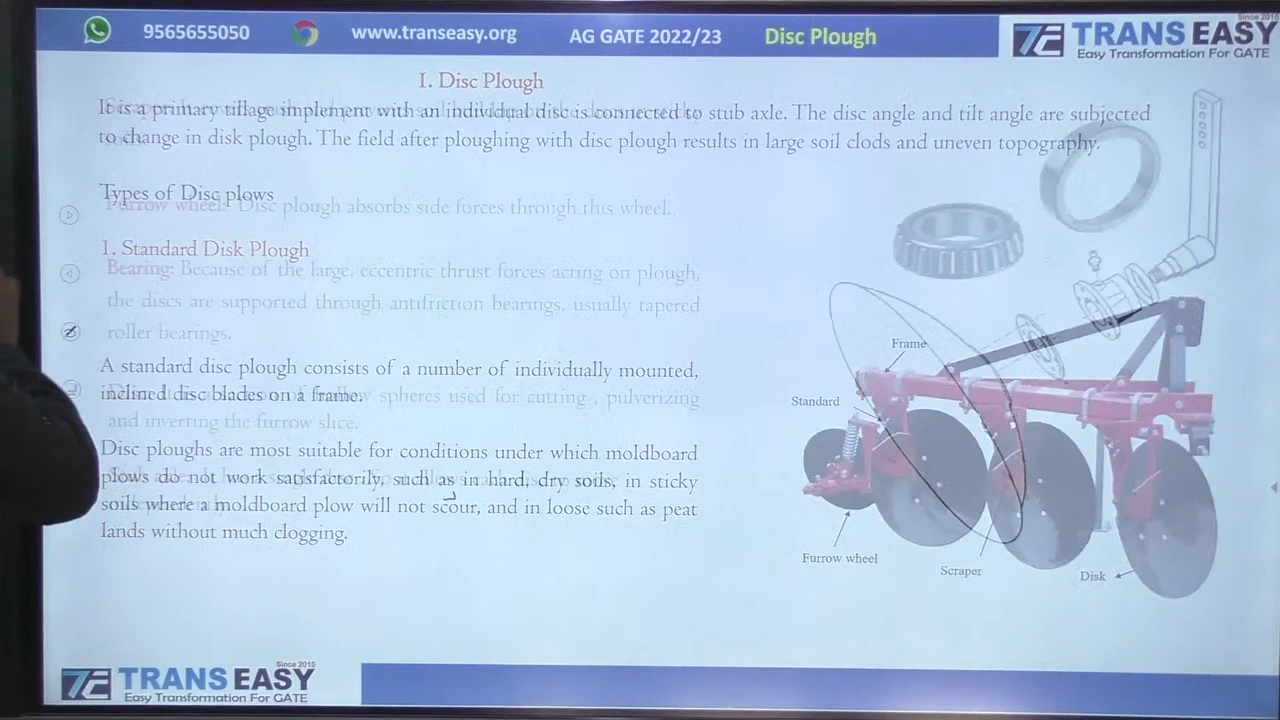 9565655050 www.transeasy.org AG GATE 2022/23 Disc Plough
Since 2015
TRANS EASY
Easy Transformation For GATE
I. Disc Plough
It is a primary tillage implement with an individual disc is connected to stub axle. The disc angle and tilt angle are subjected
to change in disk plough. The field after ploughing with disc plough results in large soil clods and uneven topography.
Types of Disc plows
Furrow wheel: Disc plough absorbs side forces through this wheel.
1. Standard Disk Plough
Bearing: Because of the large, eccentric thrust forces acting on plough,
the discs are supported through antifriction bearings, usually tapered
roller bearings.
A standard disc plough consists of a number of individually mounted,
inclined disc blades on a frame.
spheres used for cutting , pulverizing
and inverting the furrow slice.
Disc ploughs are most suitable for conditions under which moldboard
plows do not work satisfactorily, such as in hard, dry soils, in sticky
soils where a moldboard plow will not scour, and in loose such as peat
lands without much clogging.
Frame
Standard
Furrow wheel
Scraper
Disk
Since 2015
TRANS EASY
Easy Transformation For GATE